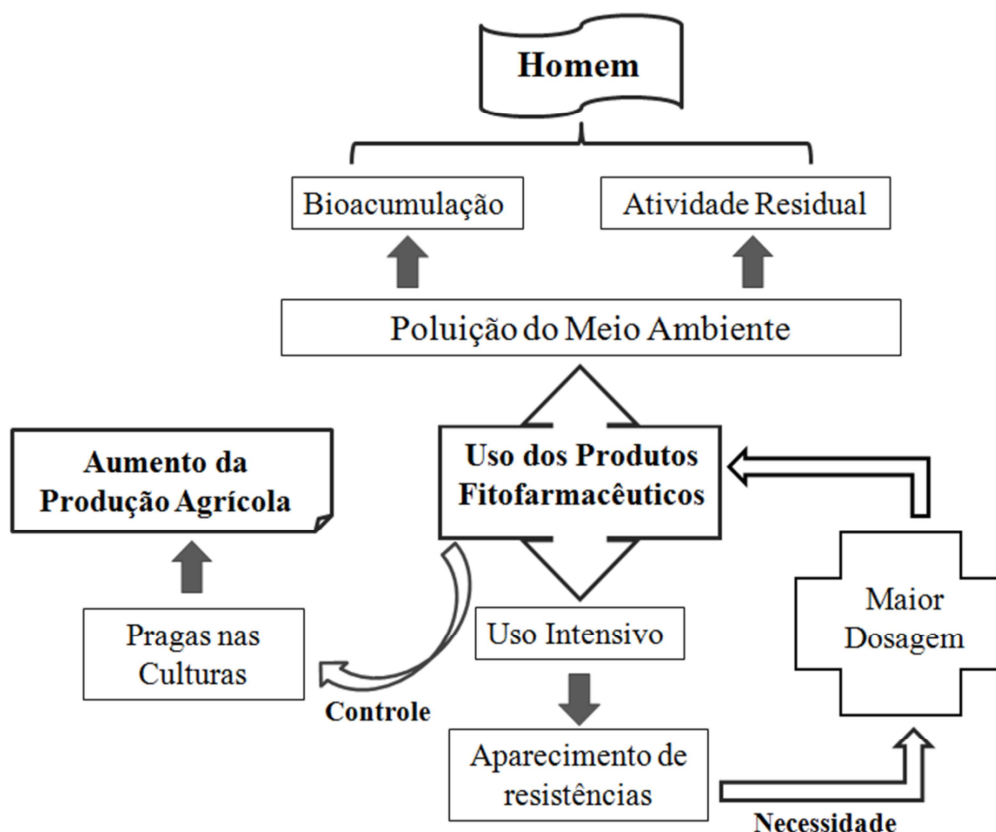 Homem
Bioacumulação
Atividade Residual
Poluição do Meio Ambiente
Aumento da
Produção Agrícola
Uso dos Produtos
Fitofarmacêuticos
Pragas nas
Culturas
Controle
Uso Intensivo
Maior
Dosagem
Aparecimento de
resistências
Necessidade